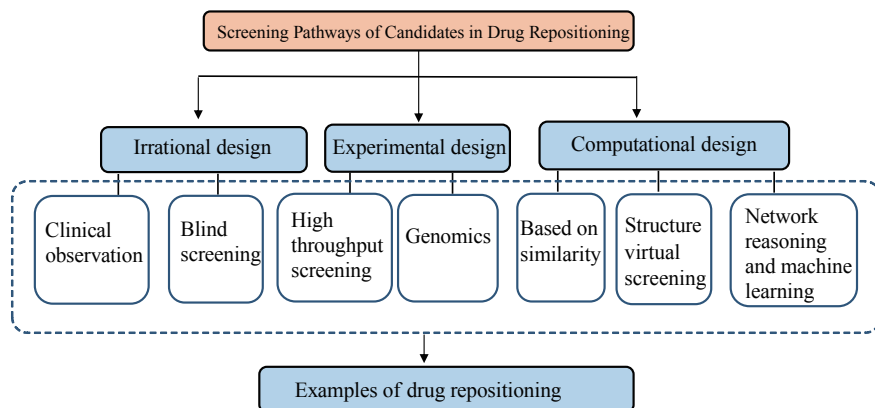 Screening Pathways of Candidates in Drug Repositioning
Irrational design
Experimental design
Computational design
Clinical
observation
Blind
screening
High
throughput
screening
Genomics
Based on
similarity
Structure
virtual
screening
Network
reasoning
and machine
learning
Examples of drug repositioning